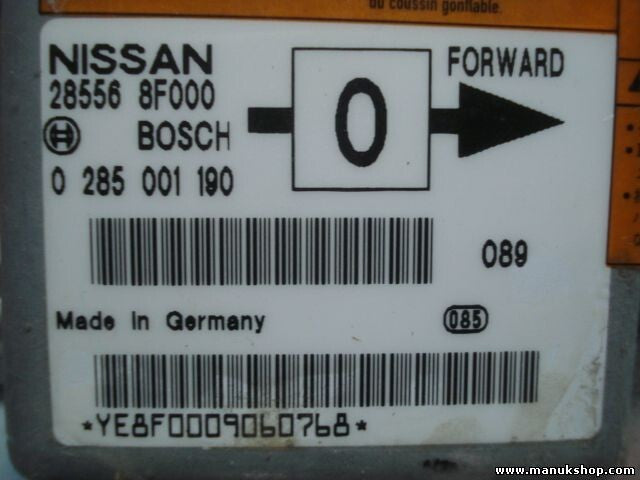 ou coussin gonflable.
NISSAN
28556 8F000
BOSCH
0 285 001 190
0
FORWARD
089
Made In Germany
085
*YE8F0009060768*
www.manukshop.com